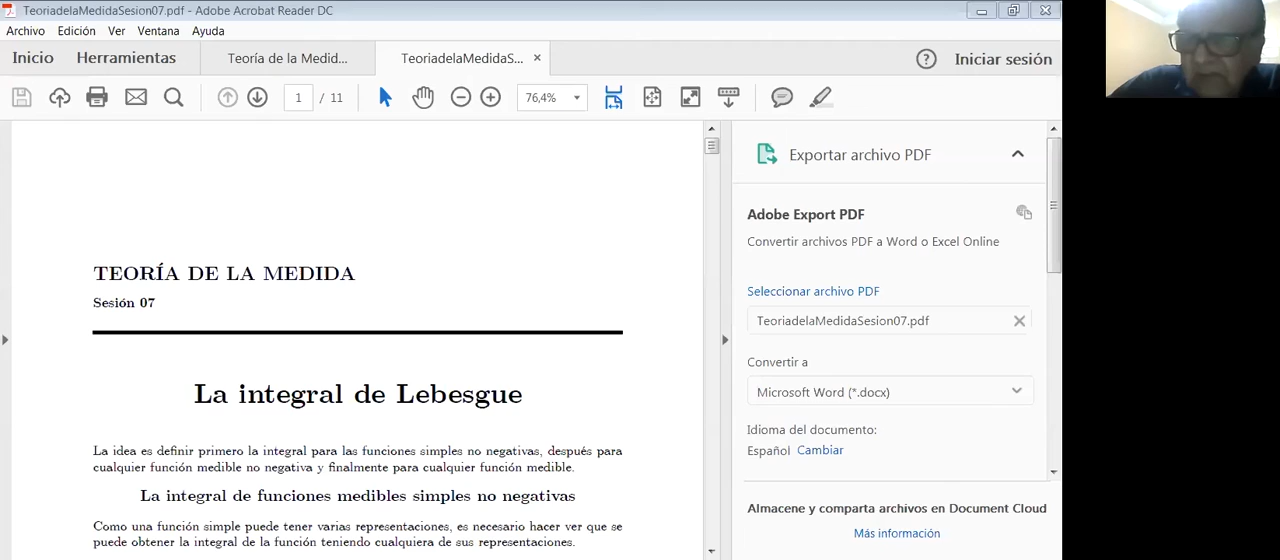 TeoriadelaMedidaSesion07.pdf - Adobe Acrobat Reader DC
Archivo Edición Ver Ventana Ayuda
Inicio Herramientas Teoría de la Medid... TeoriadelaMedidaS... Iniciar sesión
1 / 11 76,4%
Exportar archivo PDF
Adobe Export PDF
Convertir archivos PDF a Word o Excel Online
Seleccionar archivo PDF
TeoriadelaMedidaSesion07.pdf
Convertir a
Microsoft Word (*.docx)
Idioma del documento:
Español Cambiar
Almacene y comparta archivos en Document Cloud
Más información
TEORÍA DE LA MEDIDA
Sesión 07
La integral de Lebesgue
La idea es definir primero la integral para las funciones simples no negativas, después para
cualquier función medible no negativa y finalmente para cualquier función medible.
La integral de funciones medibles simples no negativas
Como una función simple puede tener varias representaciones, es necesario hacer ver que se
puede obtener la integral de la función teniendo cualquiera de sus representaciones.